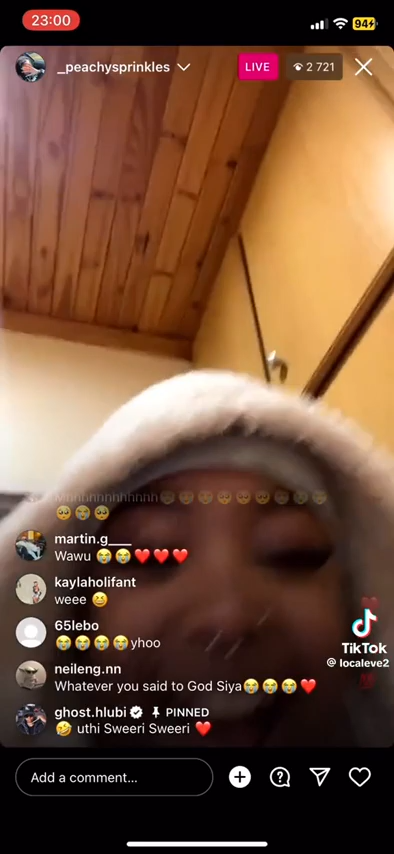 23:00
94
_peachysprinkles
LIVE
2 721
hnhhhhhhhhhhhh🥺🥺🥺🥺🥺🥺🥺🥺🥺
🥺😭🥺
martin.g___
Wawu 😭😭❤️❤️❤️
kaylaholifant
weee 😆
65lebo
😭😭😭😭yhoo
neileng.nn
Whatever you said to God Siya😭😭😭❤️
ghost.hlubi PINNED
🤣 uthi Sweeri Sweeri ❤️
TikTok
@ localeve2
Add a comment...